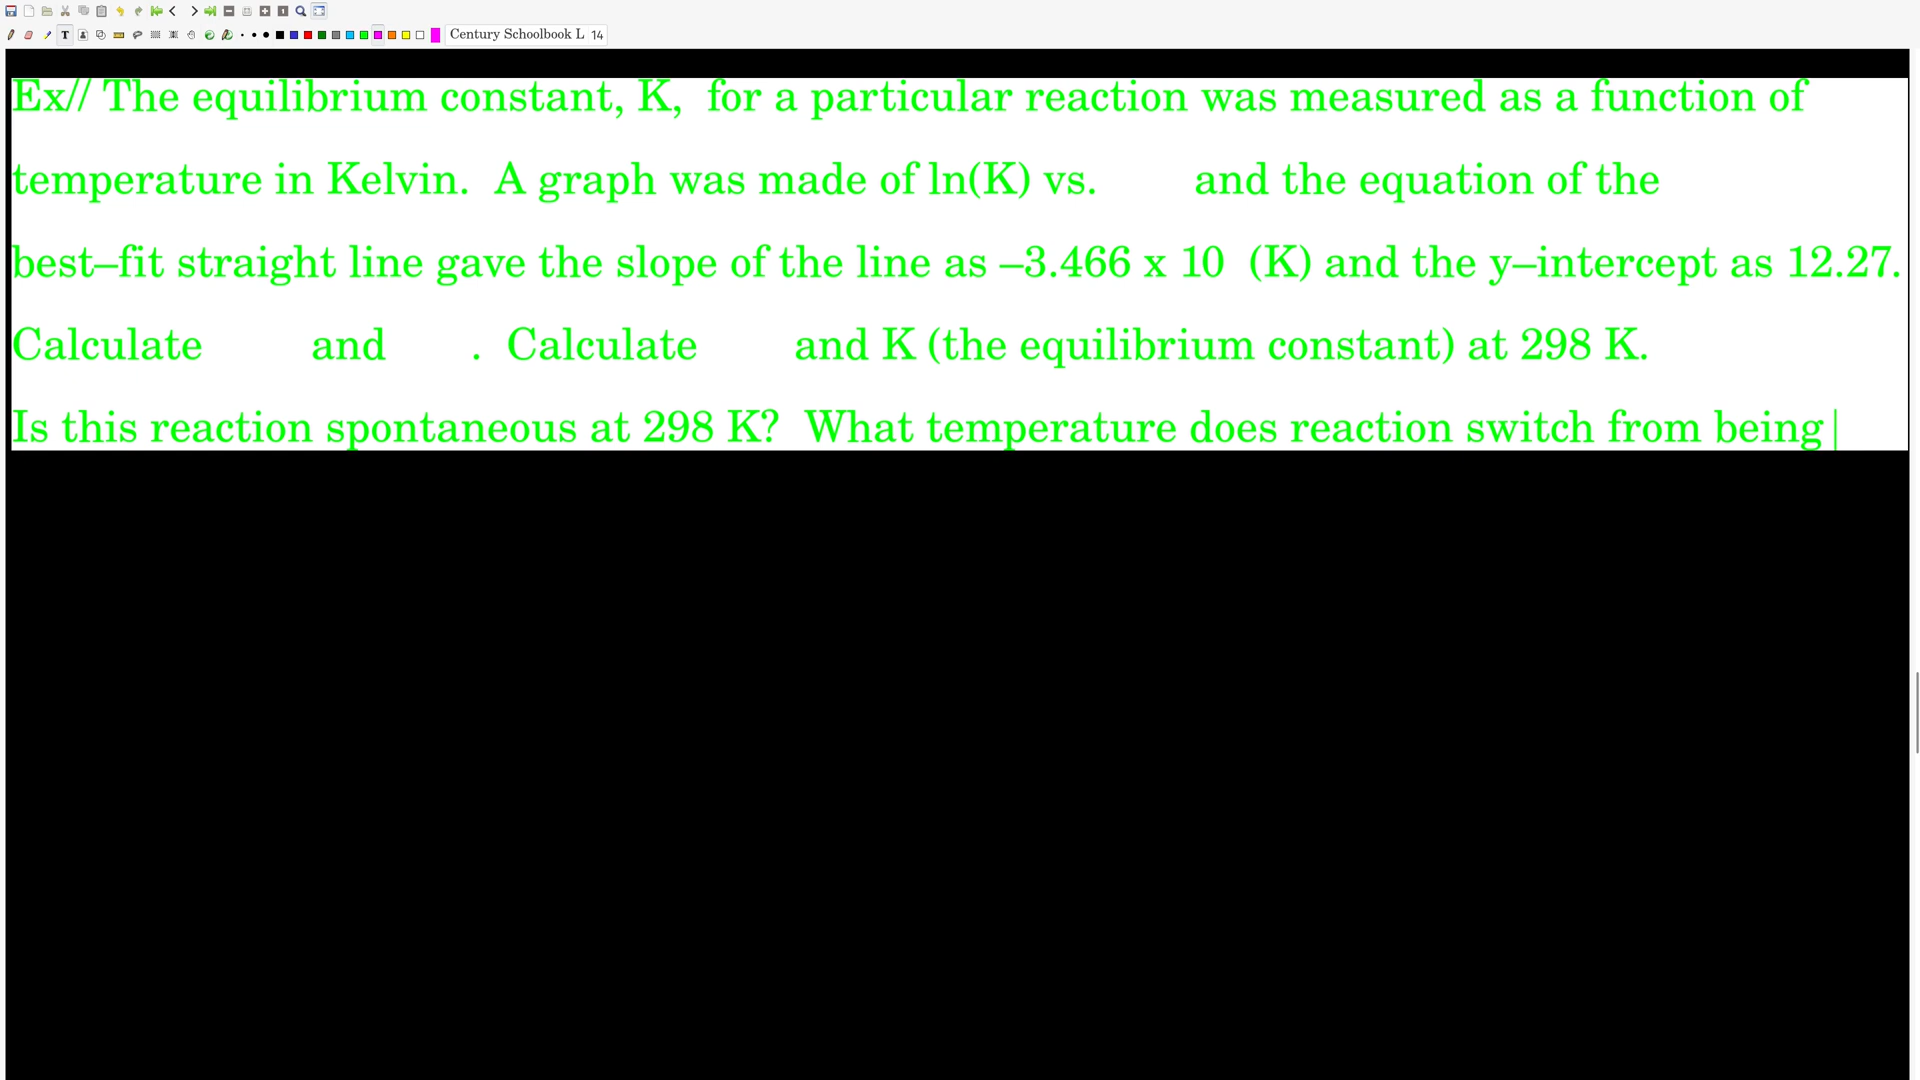 Century Schoolbook L 14
Ex// The equilibrium constant, K,  for a particular reaction was measured as a function of
temperature in Kelvin.  A graph was made of ln(K) vs.        and the equation of the
best–fit straight line gave the slope of the line as –3.466 x 10  (K) and the y–intercept as 12.27.
Calculate         and       .  Calculate        and K (the equilibrium constant) at 298 K.
Is this reaction spontaneous at 298 K?  What temperature does reaction switch from being